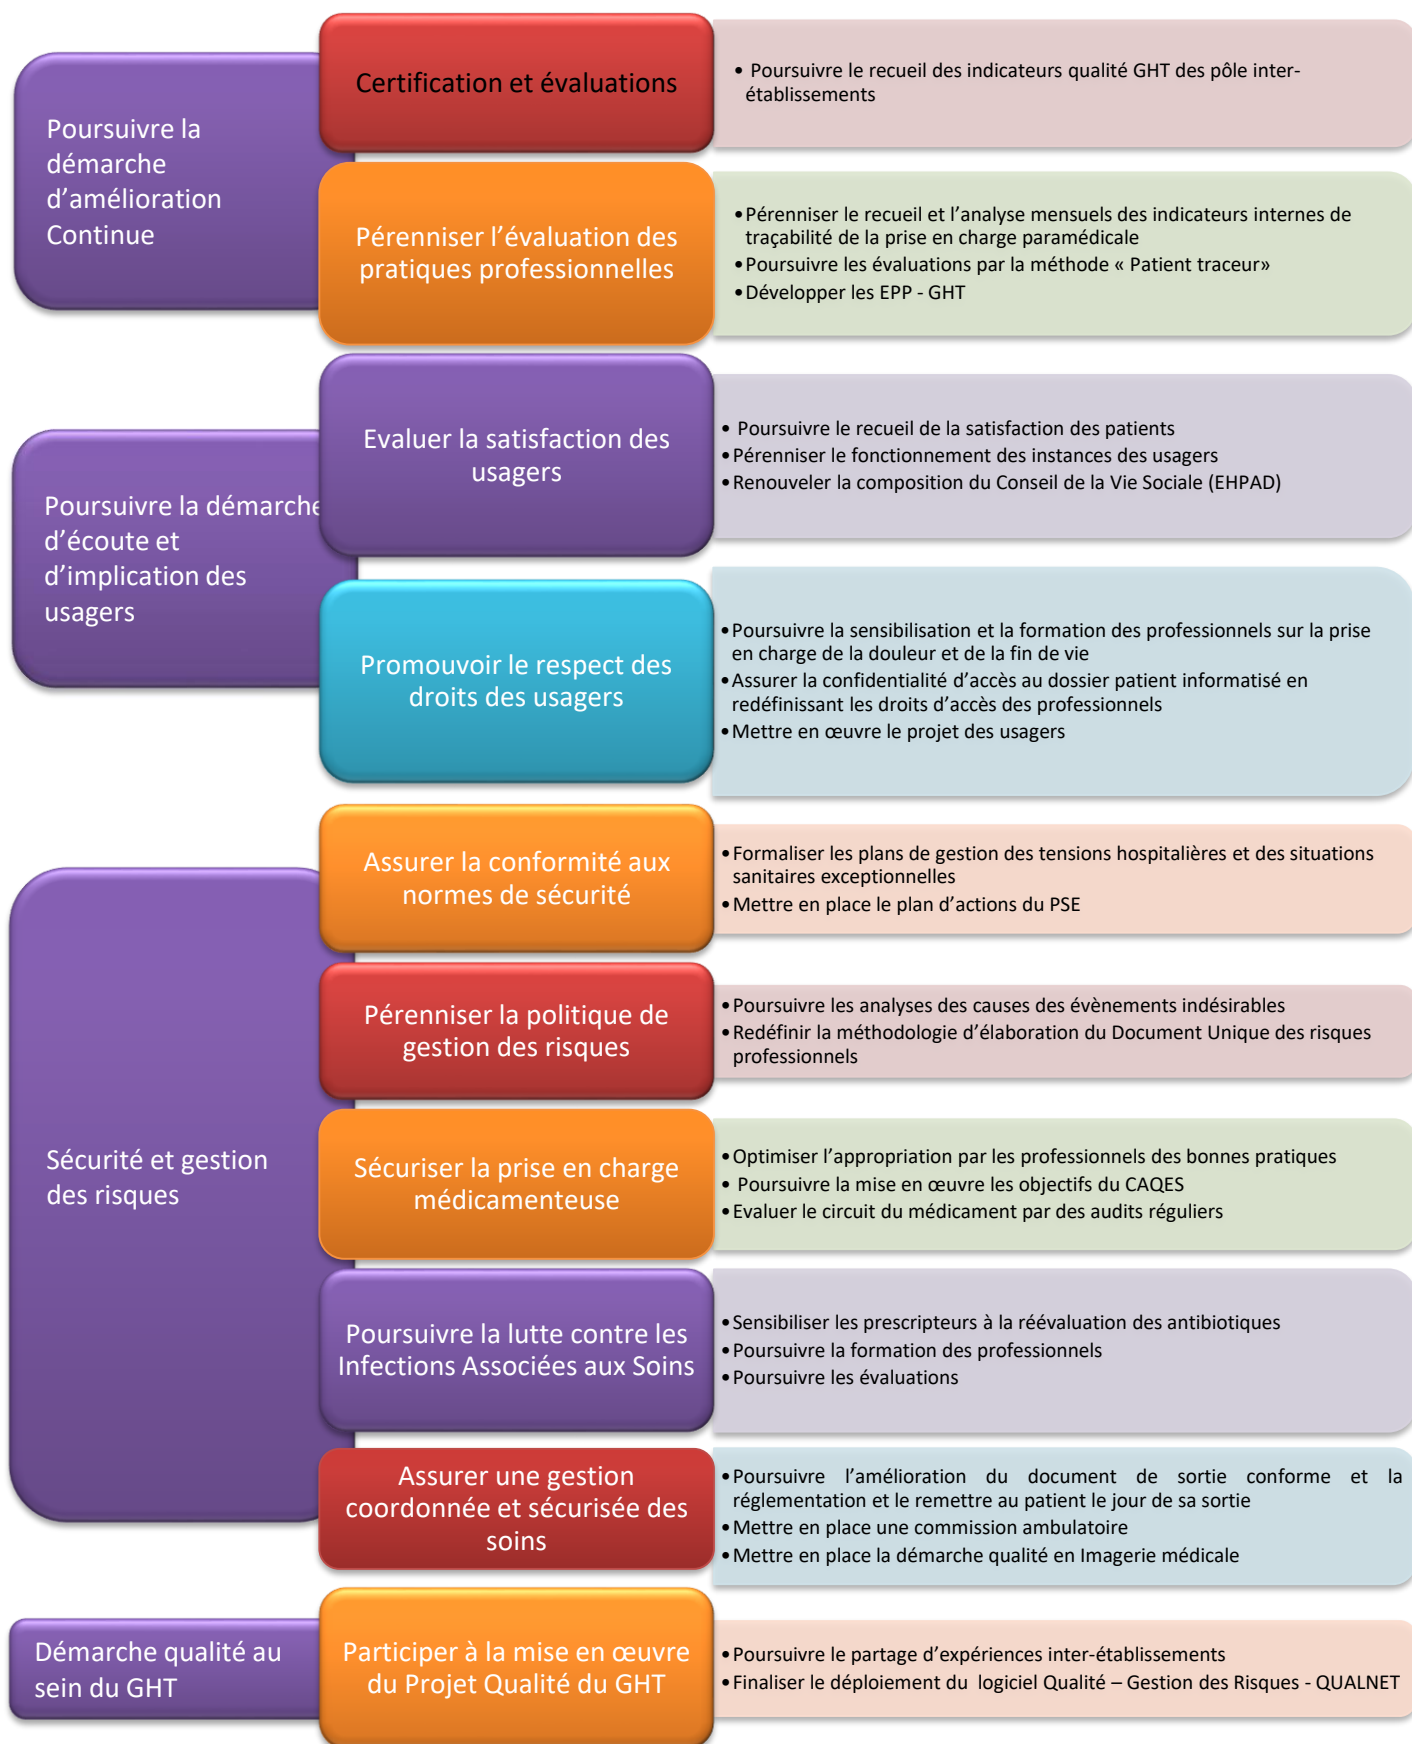 Poursuivre la
démarche
d'amélioration
Continue
Certification et évaluations
• Poursuivre le recueil des indicateurs qualité GHT des pôle inter-
établissements
Pérenniser l'évaluation des
pratiques professionnelles
•Pérenniser le recueil et l'analyse mensuels des indicateurs internes de
traçabilité de la prise en charge paramédicale
•Poursuivre les évaluations par la méthode « Patient traceur»
•Développer les EPP - GHT
Poursuivre la démarche
d'écoute et
d'implication des
usagers
Evaluer la satisfaction des
usagers
• Poursuivre le recueil de la satisfaction des patients
•Pérenniser le fonctionnement des instances des usagers
•Renouveler la composition du Conseil de la Vie Sociale (EHPAD)
Promouvoir le respect des
droits des usagers
•Poursuivre la sensibilisation et la formation des professionnels sur la prise
en charge de la douleur et de la fin de vie
•Assurer la confidentialité d'accès au dossier patient informatisé en
redéfinissant les droits d'accès des professionnels
•Mettre en œuvre le projet des usagers
Sécurité et gestion
des risques
Assurer la conformité aux
normes de sécurité
•Formaliser les plans de gestion des tensions hospitalières et des situations
sanitaires exceptionnelles
•Mettre en place le plan d'actions du PSE
Pérenniser la politique de
gestion des risques
•Poursuivre les analyses des causes des évènements indésirables
•Redéfinir la méthodologie d'élaboration du Document Unique des risques
professionnels
Sécuriser la prise en charge
médicamenteuse
•Optimiser l'appropriation par les professionnels des bonnes pratiques
• Poursuivre la mise en œuvre les objectifs du CAQES
•Evaluer le circuit du médicament par des audits réguliers
Poursuivre la lutte contre les
Infections Associées aux Soins
•Sensibiliser les prescripteurs à la réévaluation des antibiotiques
•Poursuivre la formation des professionnels
•Poursuivre les évaluations
Assurer une gestion
coordonnée et sécurisée des
soins
•Poursuivre l'amélioration du document de sortie conforme et la
réglementation et le remettre au patient le jour de sa sortie
•Mettre en place une commission ambulatoire
•Mettre en place la démarche qualité en Imagerie médicale
Démarche qualité au
sein du GHT
Participer à la mise en œuvre
du Projet Qualité du GHT
•Poursuivre le partage d'expériences inter-établissements
•Finaliser le déploiement du logiciel Qualité – Gestion des Risques - QUALNET